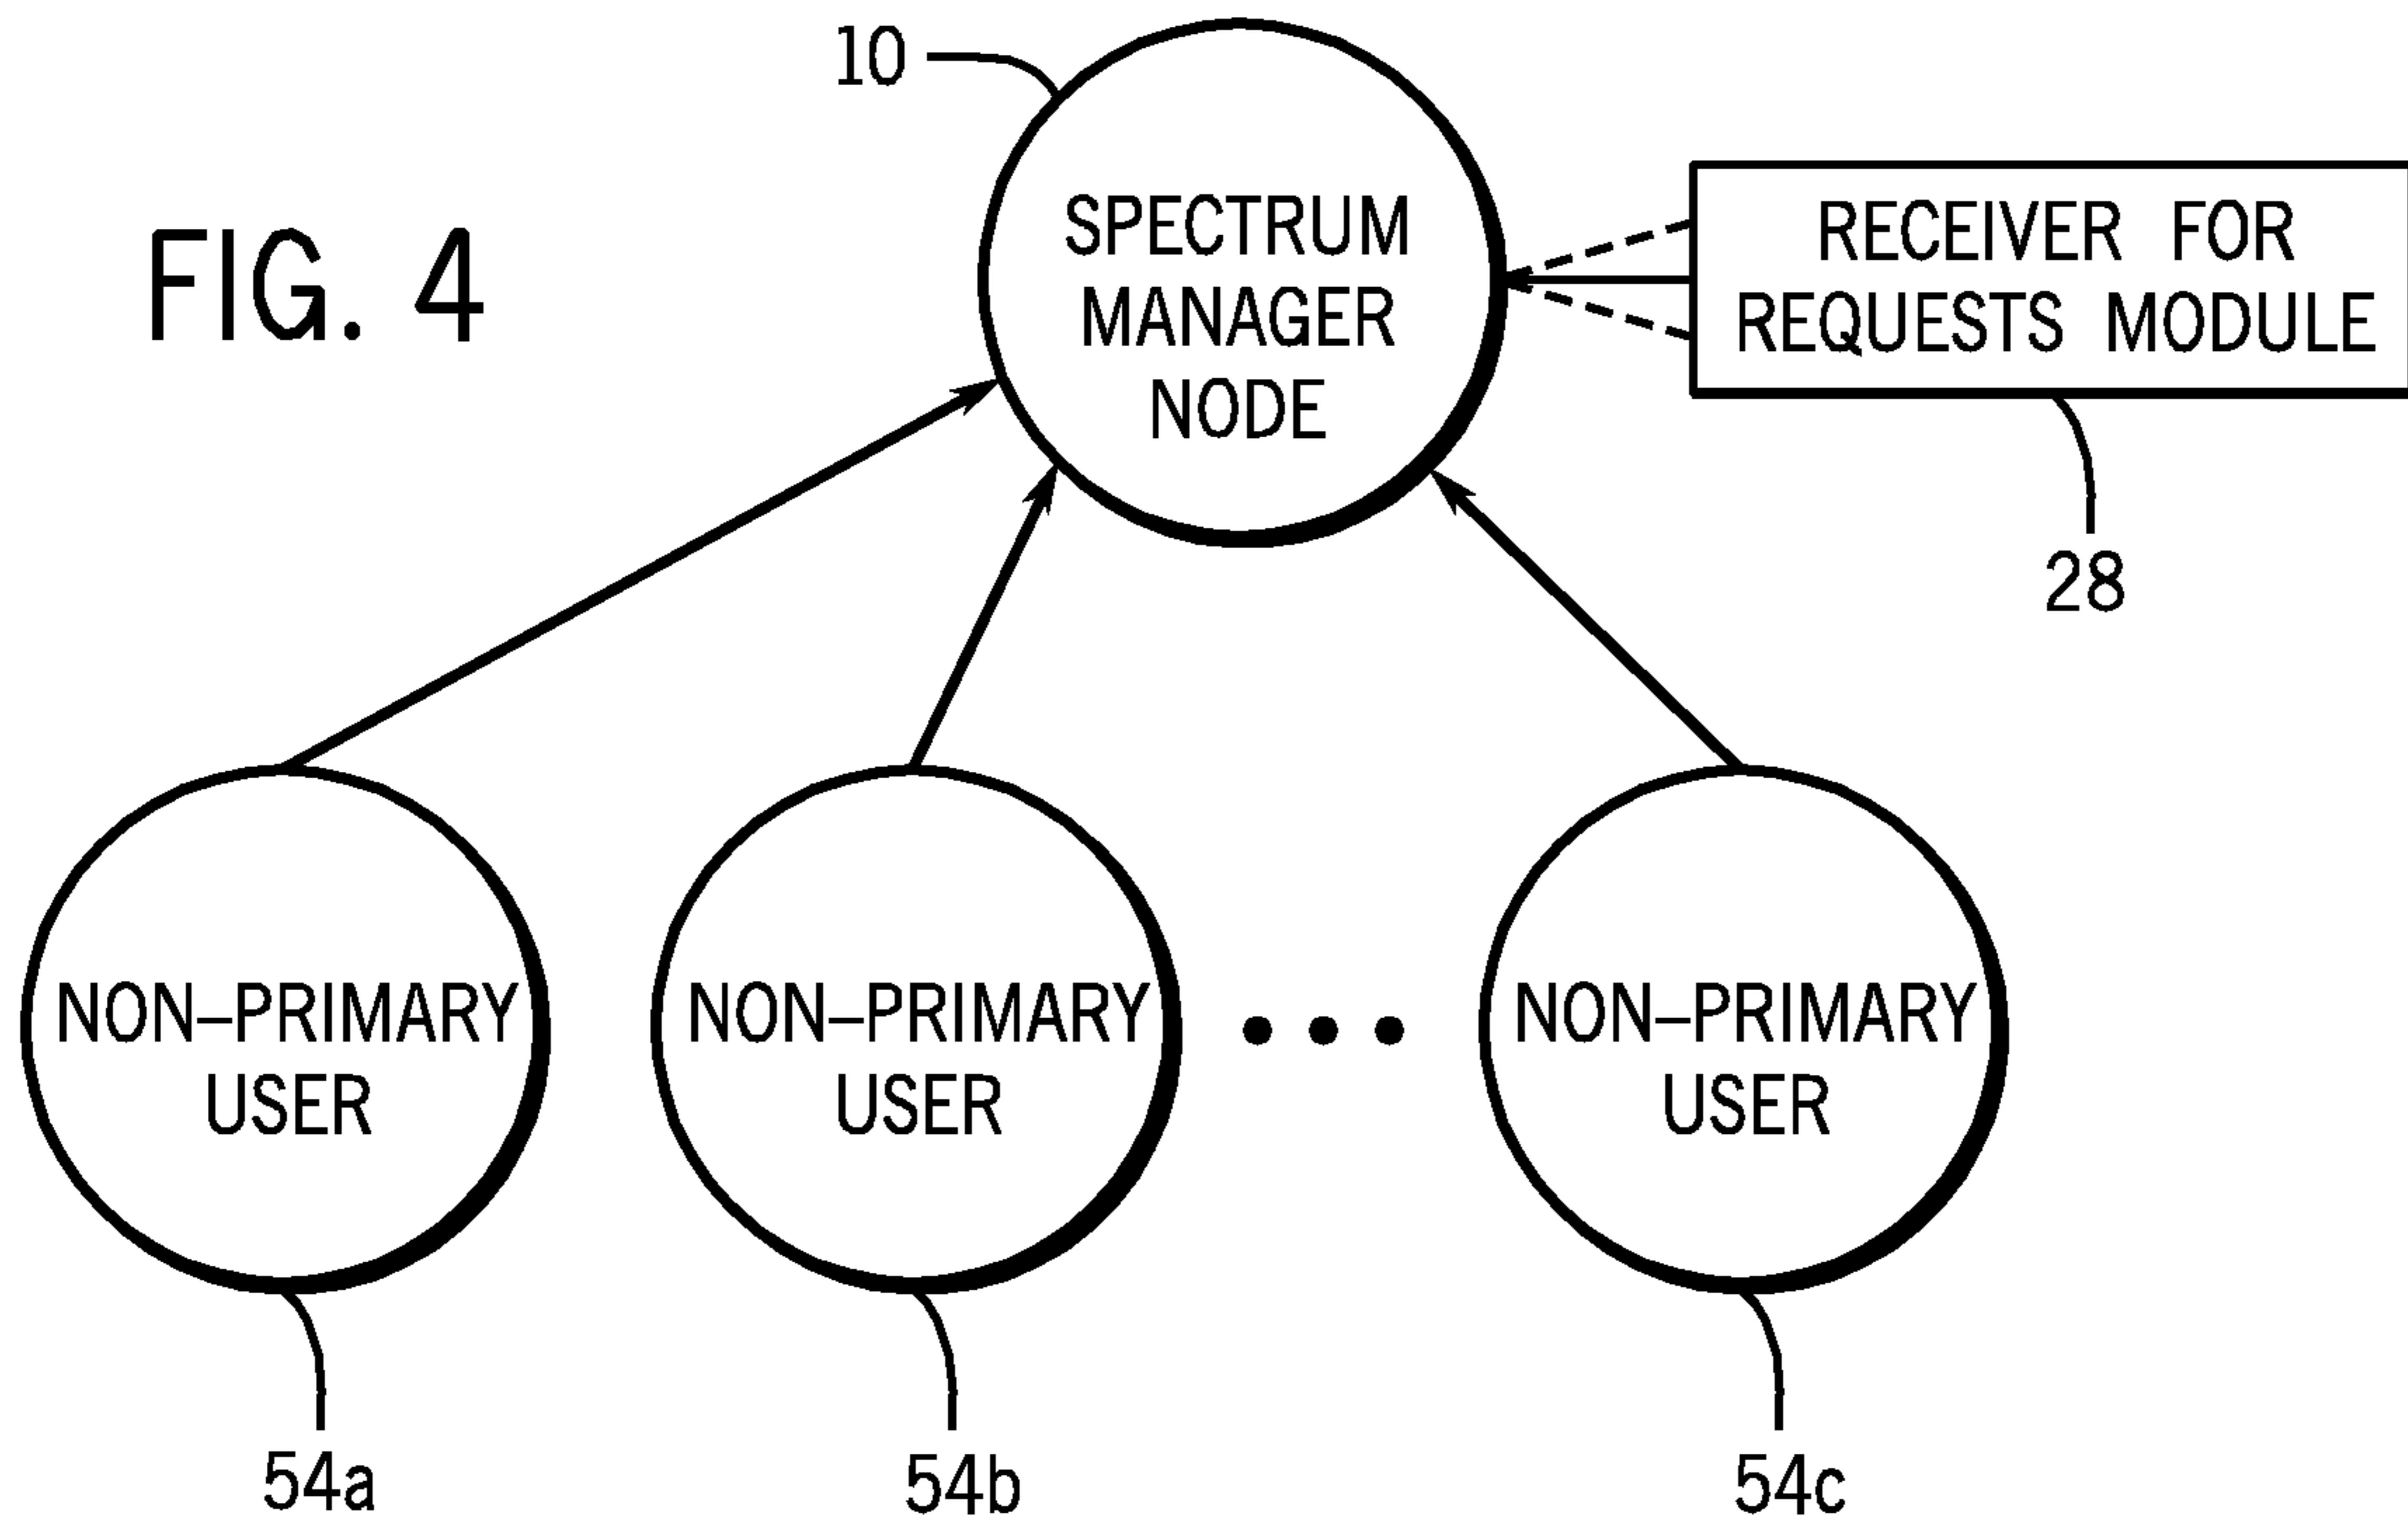 10
FIG. 4
SPECTRUM
MANAGER
NODE
RECEIVER FOR
REQUESTS MODULE
28
NON–PRIMARY
USER
NON–PRIMARY
USER
NON–PRIMARY
USER
54a
54b
54c